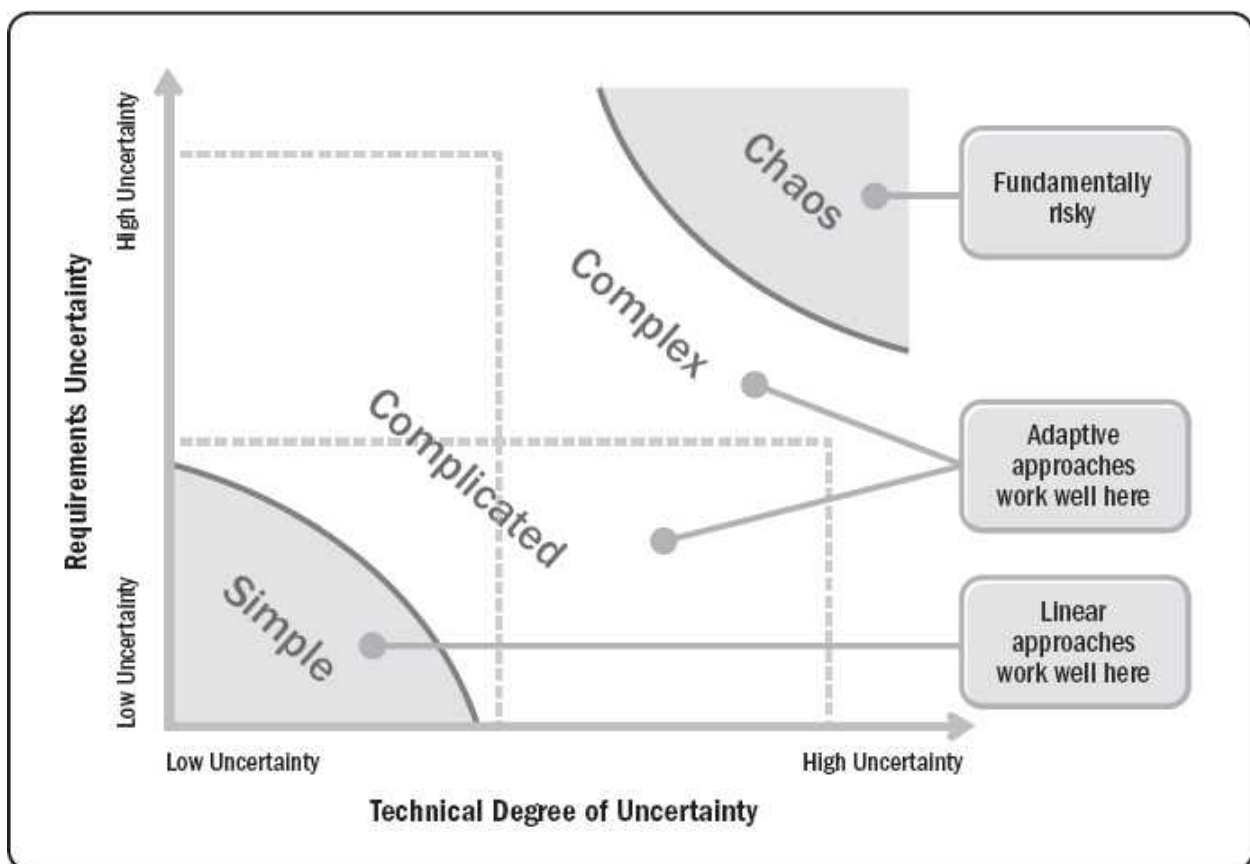 High Uncertainty
Requirements Uncertainty
Low Uncertainty
Chaos
Complex
Complicated
Simple
Fundamentally
risky
Adaptive
approaches
work well here
Linear
approaches
work well here
Low Uncertainty
High Uncertainty
Technical Degree of Uncertainty